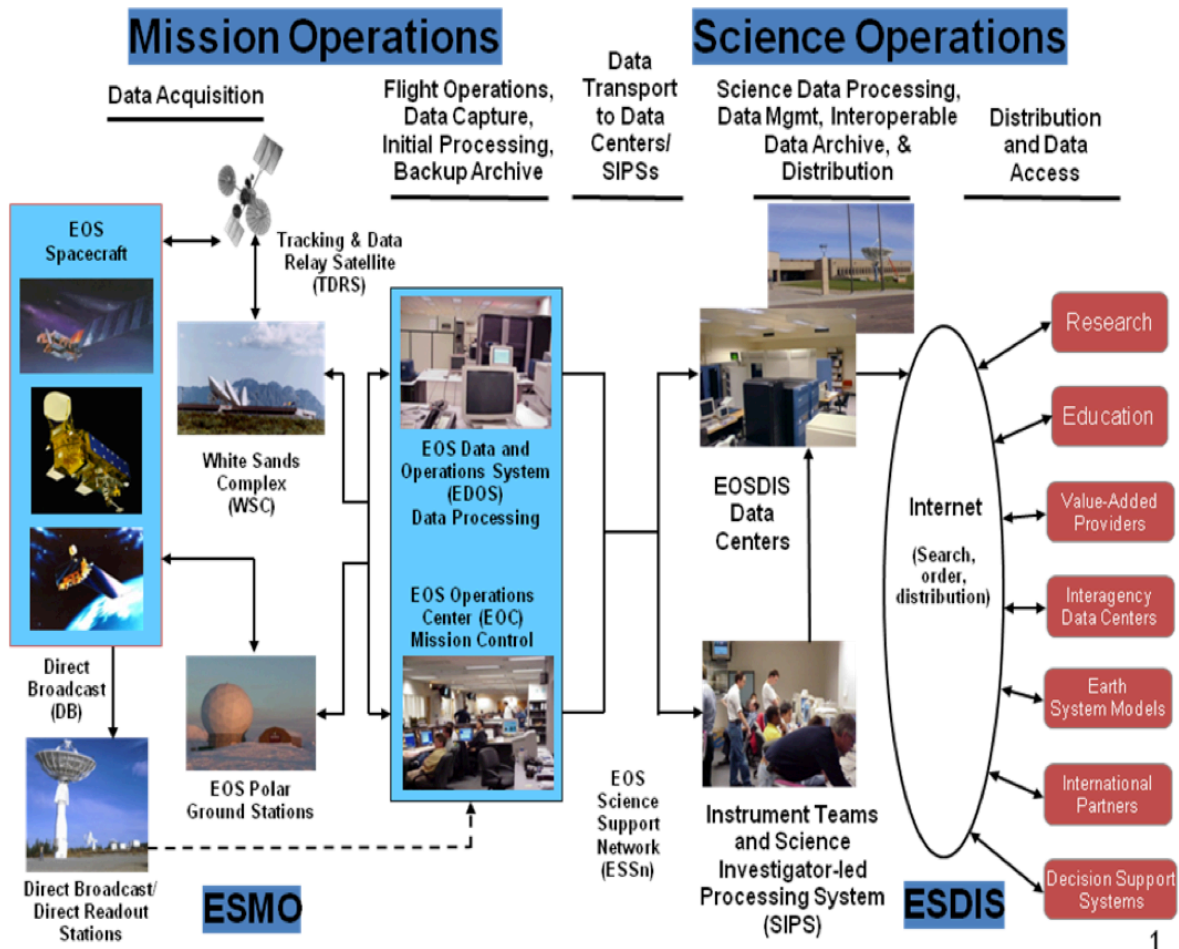 Mission Operations
Science Operations
Data Acquisition
Flight Operations,
Data Capture,
Initial Processing,
Backup Archive
Data
Transport
to Data
Centers/
SIPSs
Science Data Processing,
Data Mgmt, Interoperable
Data Archive, &
Distribution
Distribution
and Data
Access
EOS
Spacecraft
Tracking & Data
Relay Satellite
(TDRS)
White Sands
Complex
(WSC)
EOS Data and
Operations System
(EDOS)
Data Processing
EOS Operations
Center (EOC)
Mission Control
Direct
Broadcast
(DB)
EOS Polar
Ground Stations
Direct Broadcast/
Direct Readout
Stations
ESMO
EOS
Science
Support
Network
(ESSn)
EOSDIS
Data
Centers
Instrument Teams
and Science
Investigator-led
Processing System
(SIPS)
ESDIS
Internet
(Search,
order,
distribution)
Research
Education
Value-Added
Providers
Interagency
Data Centers
Earth
System Models
International
Partners
Decision Support
Systems
1